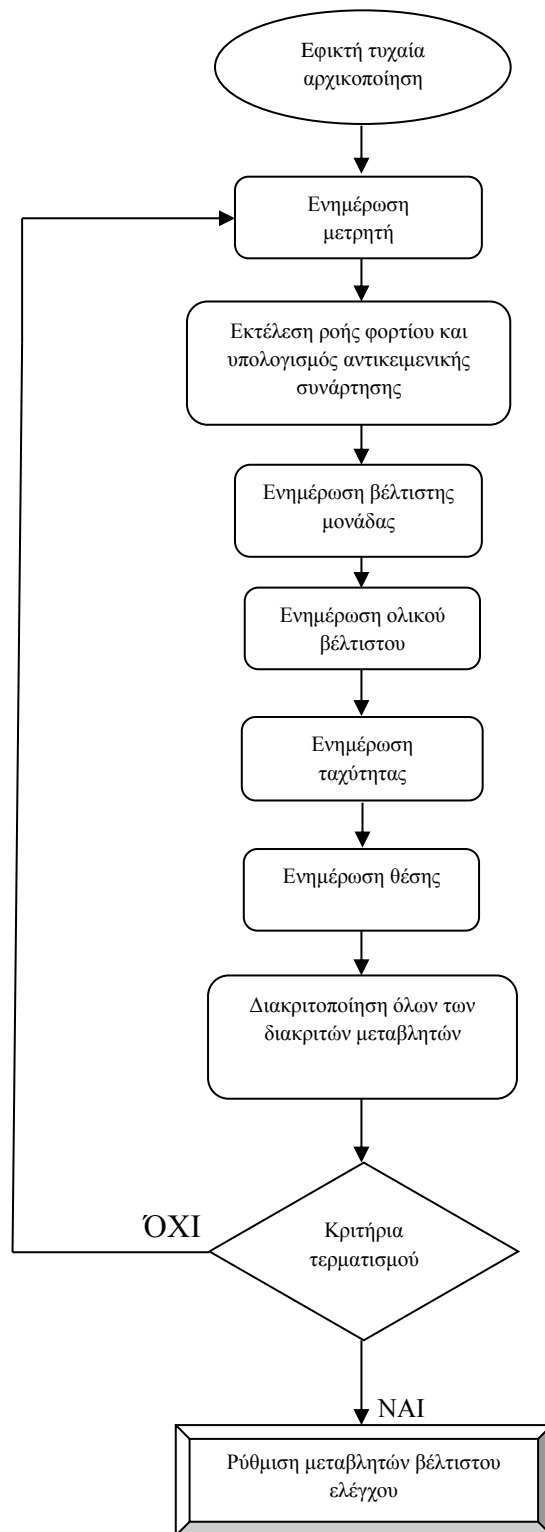 Εφικτή τυχαία
αρχικοποίηση
Ενημέρωση
μετρητή
Εκτέλεση ροής φορτίου και
υπολογισμός αντικειμενικής
συνάρτησης
Ενημέρωση βέλτιστης
μονάδας
Ενημέρωση ολικού
βέλτιστου
Ενημέρωση
ταχύτητας
Ενημέρωση θέσης
Διακριτοποίηση όλων των
διακριτών μεταβλητών
ΌΧΙ
Κριτήρια
τερματισμού
ΝΑΙ
Ρύθμιση μεταβλητών βέλτιστου
ελέγχου